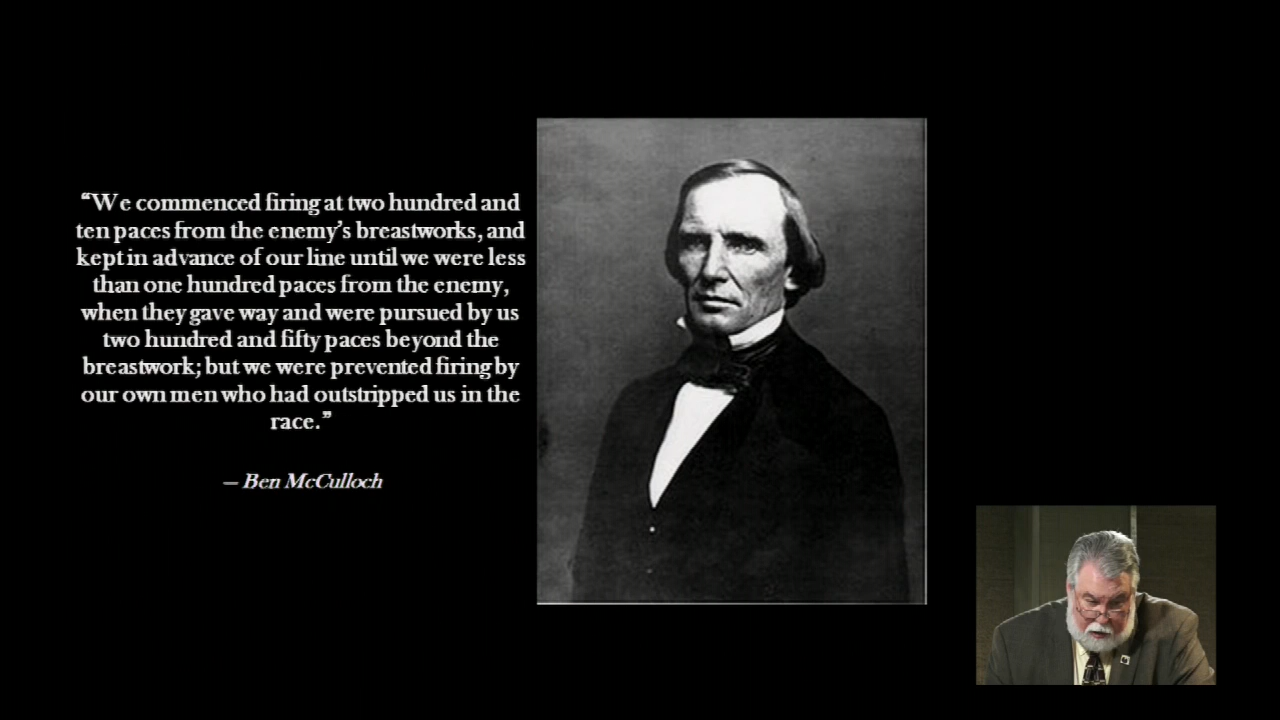 “We commenced firing at two hundred and
ten paces from the enemy’s breastworks, and
kept in advance of our line until we were less
than one hundred paces from the enemy,
when they gave way and were pursued by us
two hundred and fifty paces beyond the
breastwork; but we were prevented firing by
our own men who had outstripped us in the
race.”
– Ben McCulloch